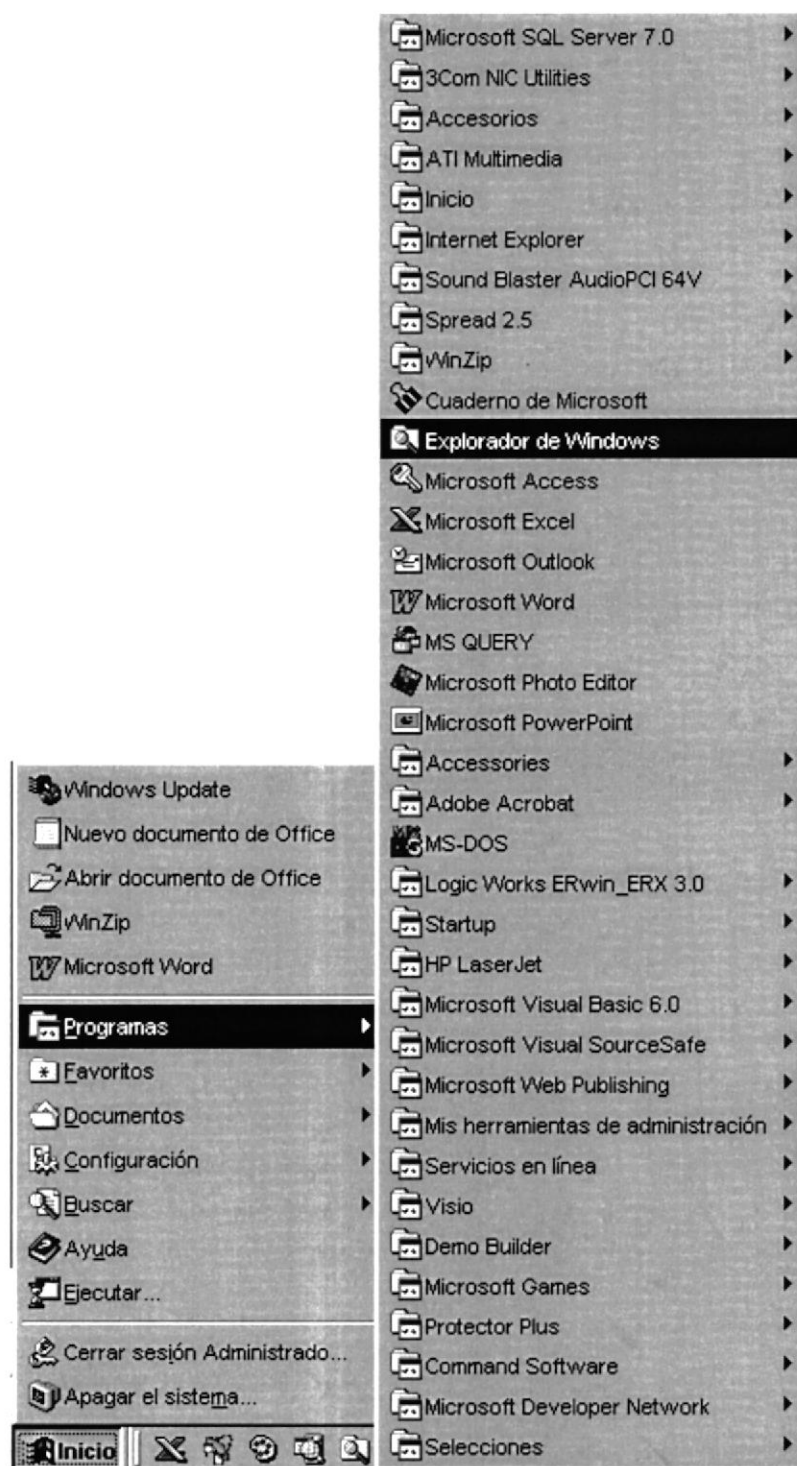 Microsoft SQL Server 7.0
3Com NIC Utilities
Accesorios
ATI Multimedia
Inicio
Internet Explorer
Sound Blaster AudioPCI 64V
Spread 2.5
WinZip
Cuaderno de Microsoft
Explorador de Windows
Microsoft Access
Microsoft Excel
Microsoft Outlook
Microsoft Word
MS QUERY
Microsoft Photo Editor
Microsoft PowerPoint
Accessories
Adobe Acrobat
MS-DOS
Logic Works ERwin_ERX 3.0
Startup
HP LaserJet
Microsoft Visual Basic 6.0
Microsoft Visual SourceSafe
Microsoft Web Publishing
Mis herramientas de administración
Servicios en línea
Visio
Demo Builder
Microsoft Games
Protector Plus
Command Software
Microsoft Developer Network
Selecciones
Windows Update
Nuevo documento de Office
Abrir documento de Office
WinZip
Microsoft Word
Programas
Favoritos
Documentos
Configuración
Buscar
Ayuda
Ejecutar...
Cerrar sesión Administrado...
Apagar el sistema...
Inicio